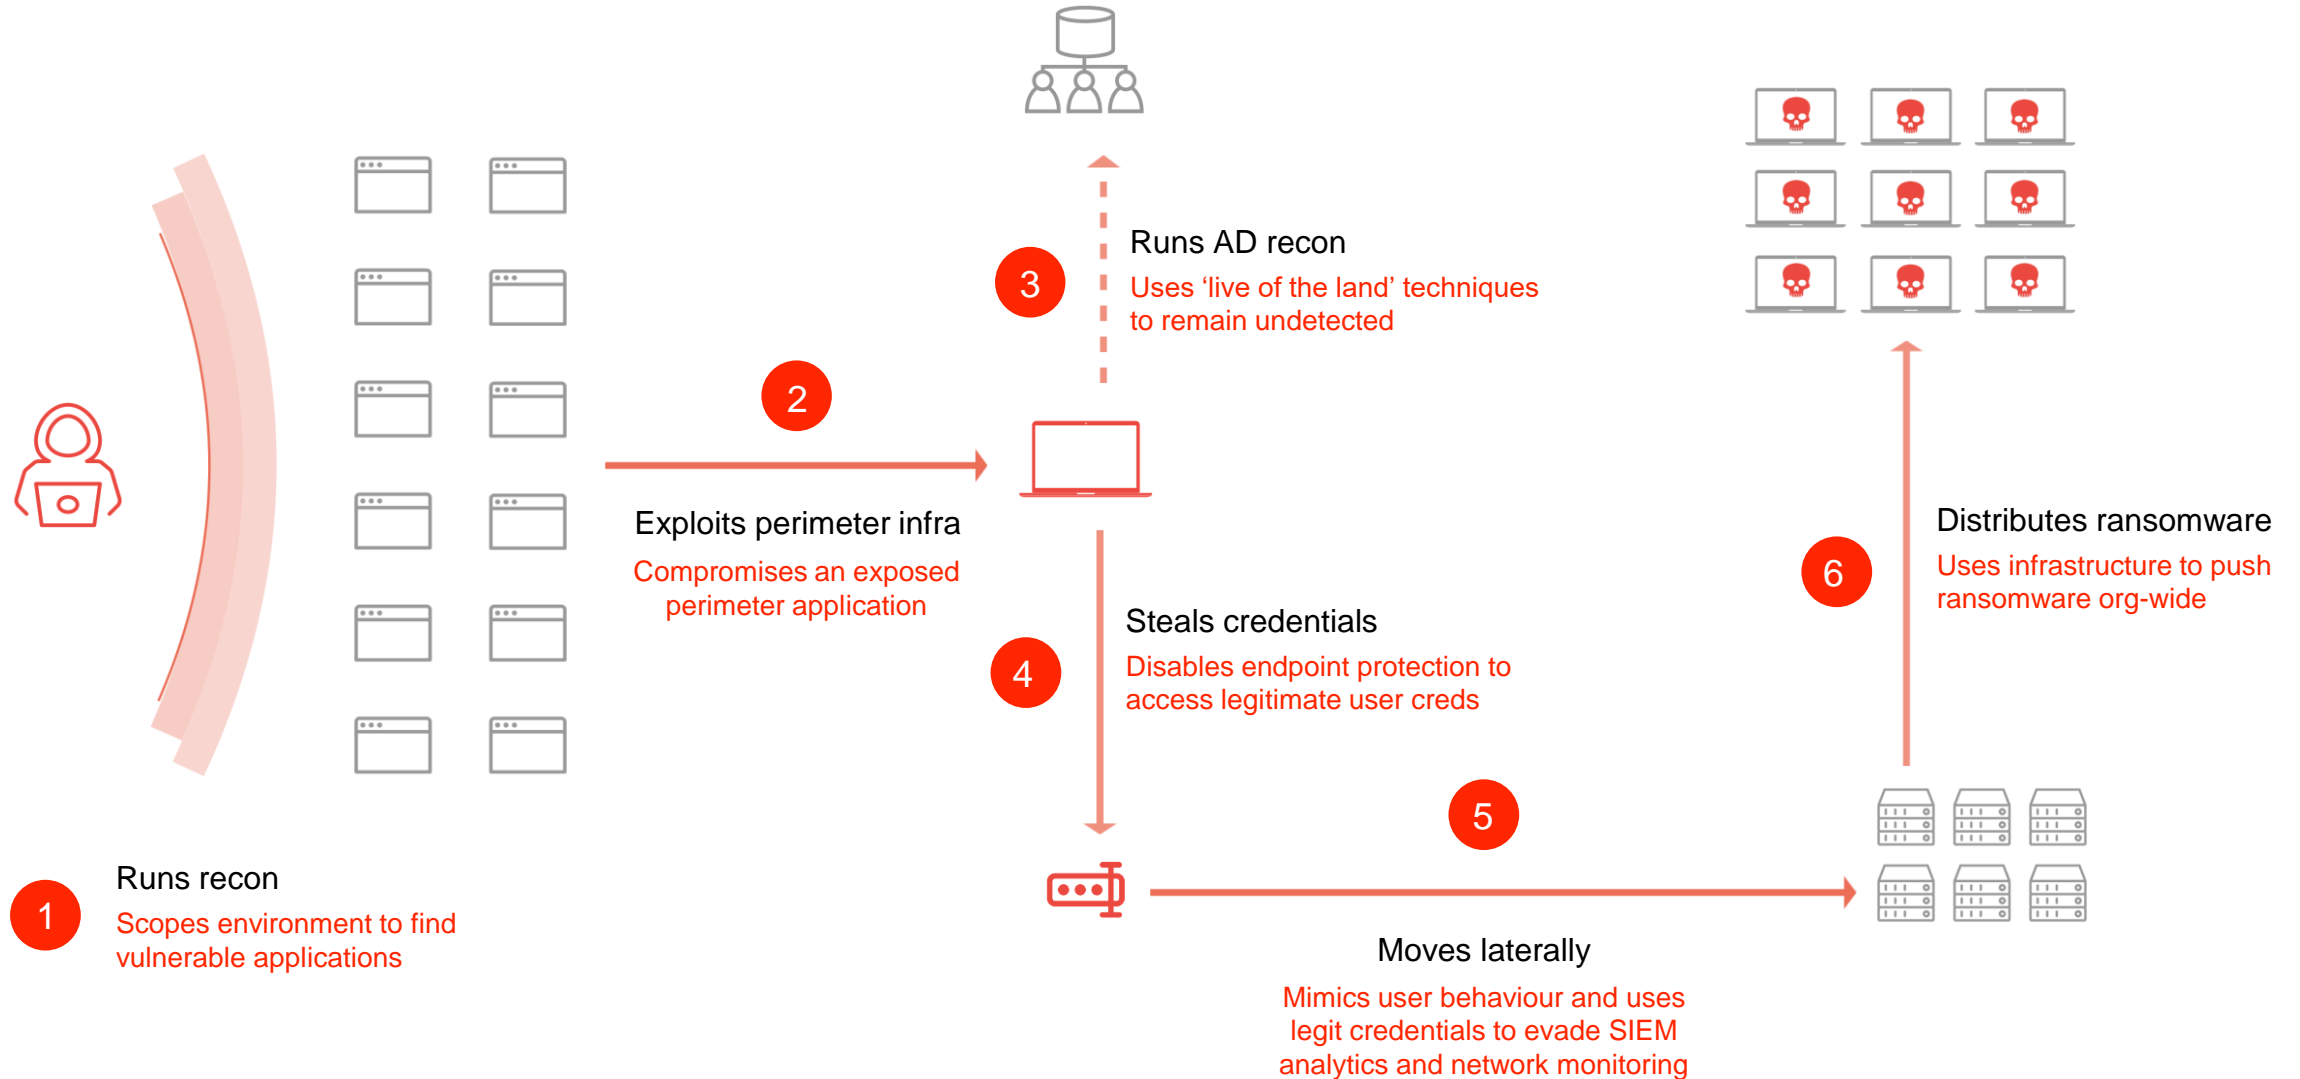 1
Runs recon
Scopes environment to find
vulnerable applications
2
Exploits perimeter infra
Compromises an exposed
perimeter application
3
Runs AD recon
Uses ‘live of the land’ techniques
to remain undetected
4
Steals credentials
Disables endpoint protection to
access legitimate user creds
5
Moves laterally
Mimics user behaviour and uses
legit credentials to evade SIEM
analytics and network monitoring
6
Distributes ransomware
Uses infrastructure to push
ransomware org-wide